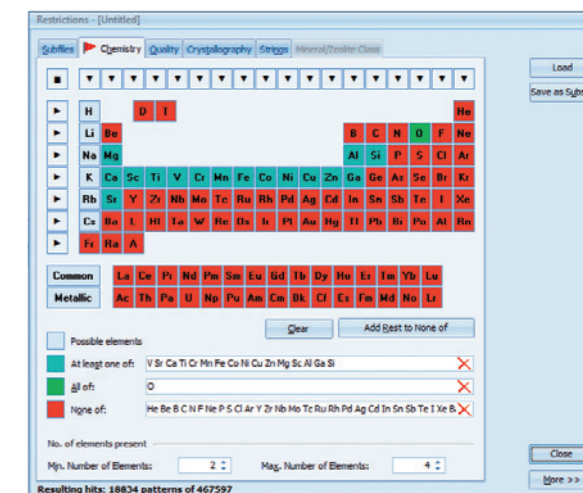 Restrictions - [Untitled]
Subfiles Chemistry Quality Crystallography Strings Mineral/Zeolite Class
Load
Save as Subs
H D T He
Li Be B C N O F Ne
Na Mg Al Si P S Cl Ar
K Ca Sc Ti V Cr Mn Fe Co Ni Cu Zn Ga Ge As Se Br Kr
Rb Sr Y Zr Nb Mo Tc Ru Rh Pd Ag Cd In Sn Sb Te I Xe
Cs Ba L Hf Ta W Re Os Ir Pt Au Hg Tl Pb Bi Po At Rn
Fr Ra A
Common La Ce Pr Nd Pm Sm Eu Gd Tb Dy Ho Er Tm Yb Lu
Metallic Ac Th Pa U Np Pu Am Cm Bk Cf Es Fm Md No Lr
Clear Add Rest to None of
Possible elements
At least one of: V Sr Ca Ti Cr Mn Fe Co Ni Cu Zn Mg Sc Al Ga Si
All of: O
None of: He Be B C N F Ne P S Cl Ar Y Zr Nb Mo Tc Ru Rh Pd Ag Cd In Sn Sb Te I Xe B
No. of elements present
Min. Number of Elements: 2 Max. Number of Elements: 4
Close
More >>
Resulting hits: 18834 patterns of 467597